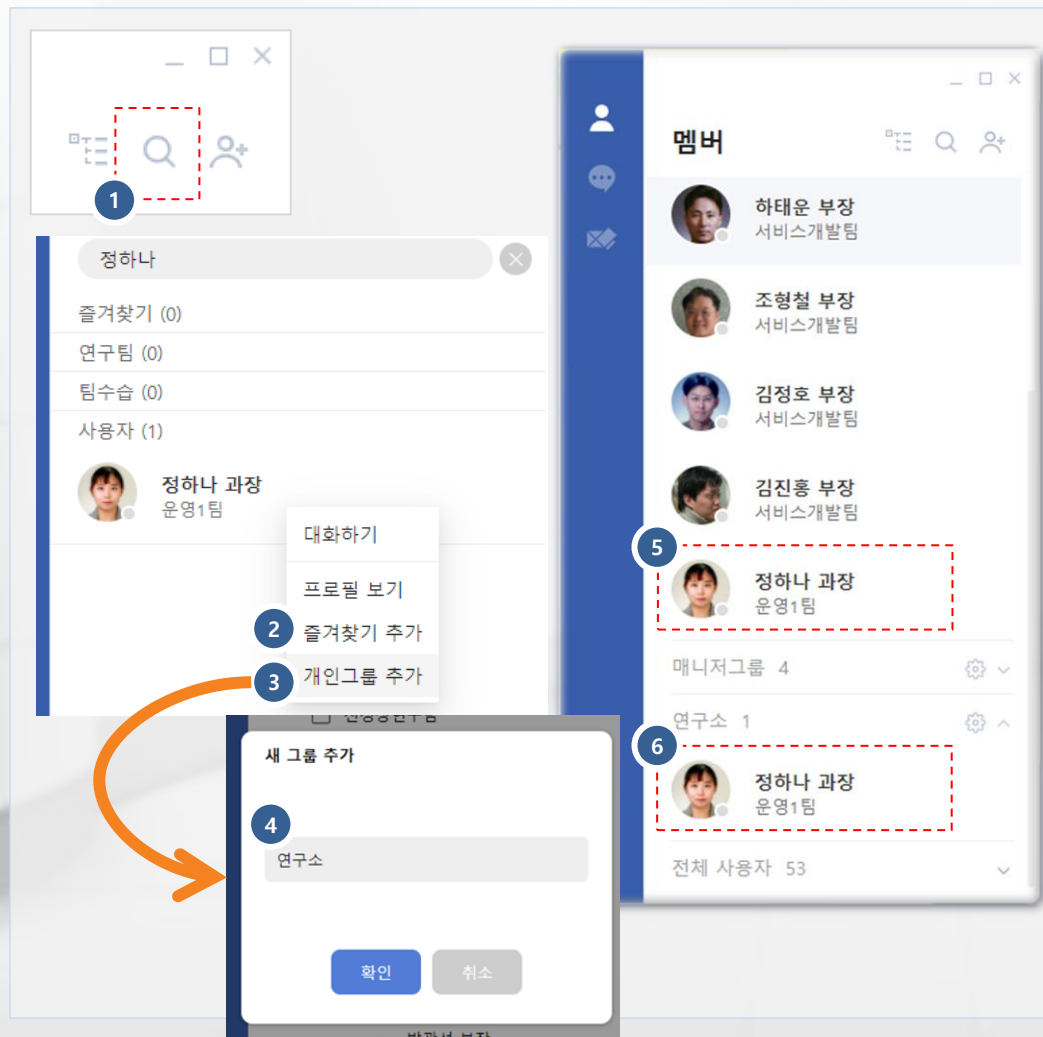 1
정하나
즐겨찾기 (0)
연구팀 (0)
팀수습 (0)
사용자 (1)
정하나 과장
운영1팀
대화하기
프로필 보기
2
즐겨찾기 추가
3
개인그룹 추가
새 그룹 추가
4
연구소
확인
취소
멤버
하태운 부장
서비스개발팀
조형철 부장
서비스개발팀
김정호 부장
서비스개발팀
김진홍 부장
서비스개발팀
5
정하나 과장
운영1팀
매니저그룹 4
연구소 1
6
정하나 과장
운영1팀
전체 사용자 53